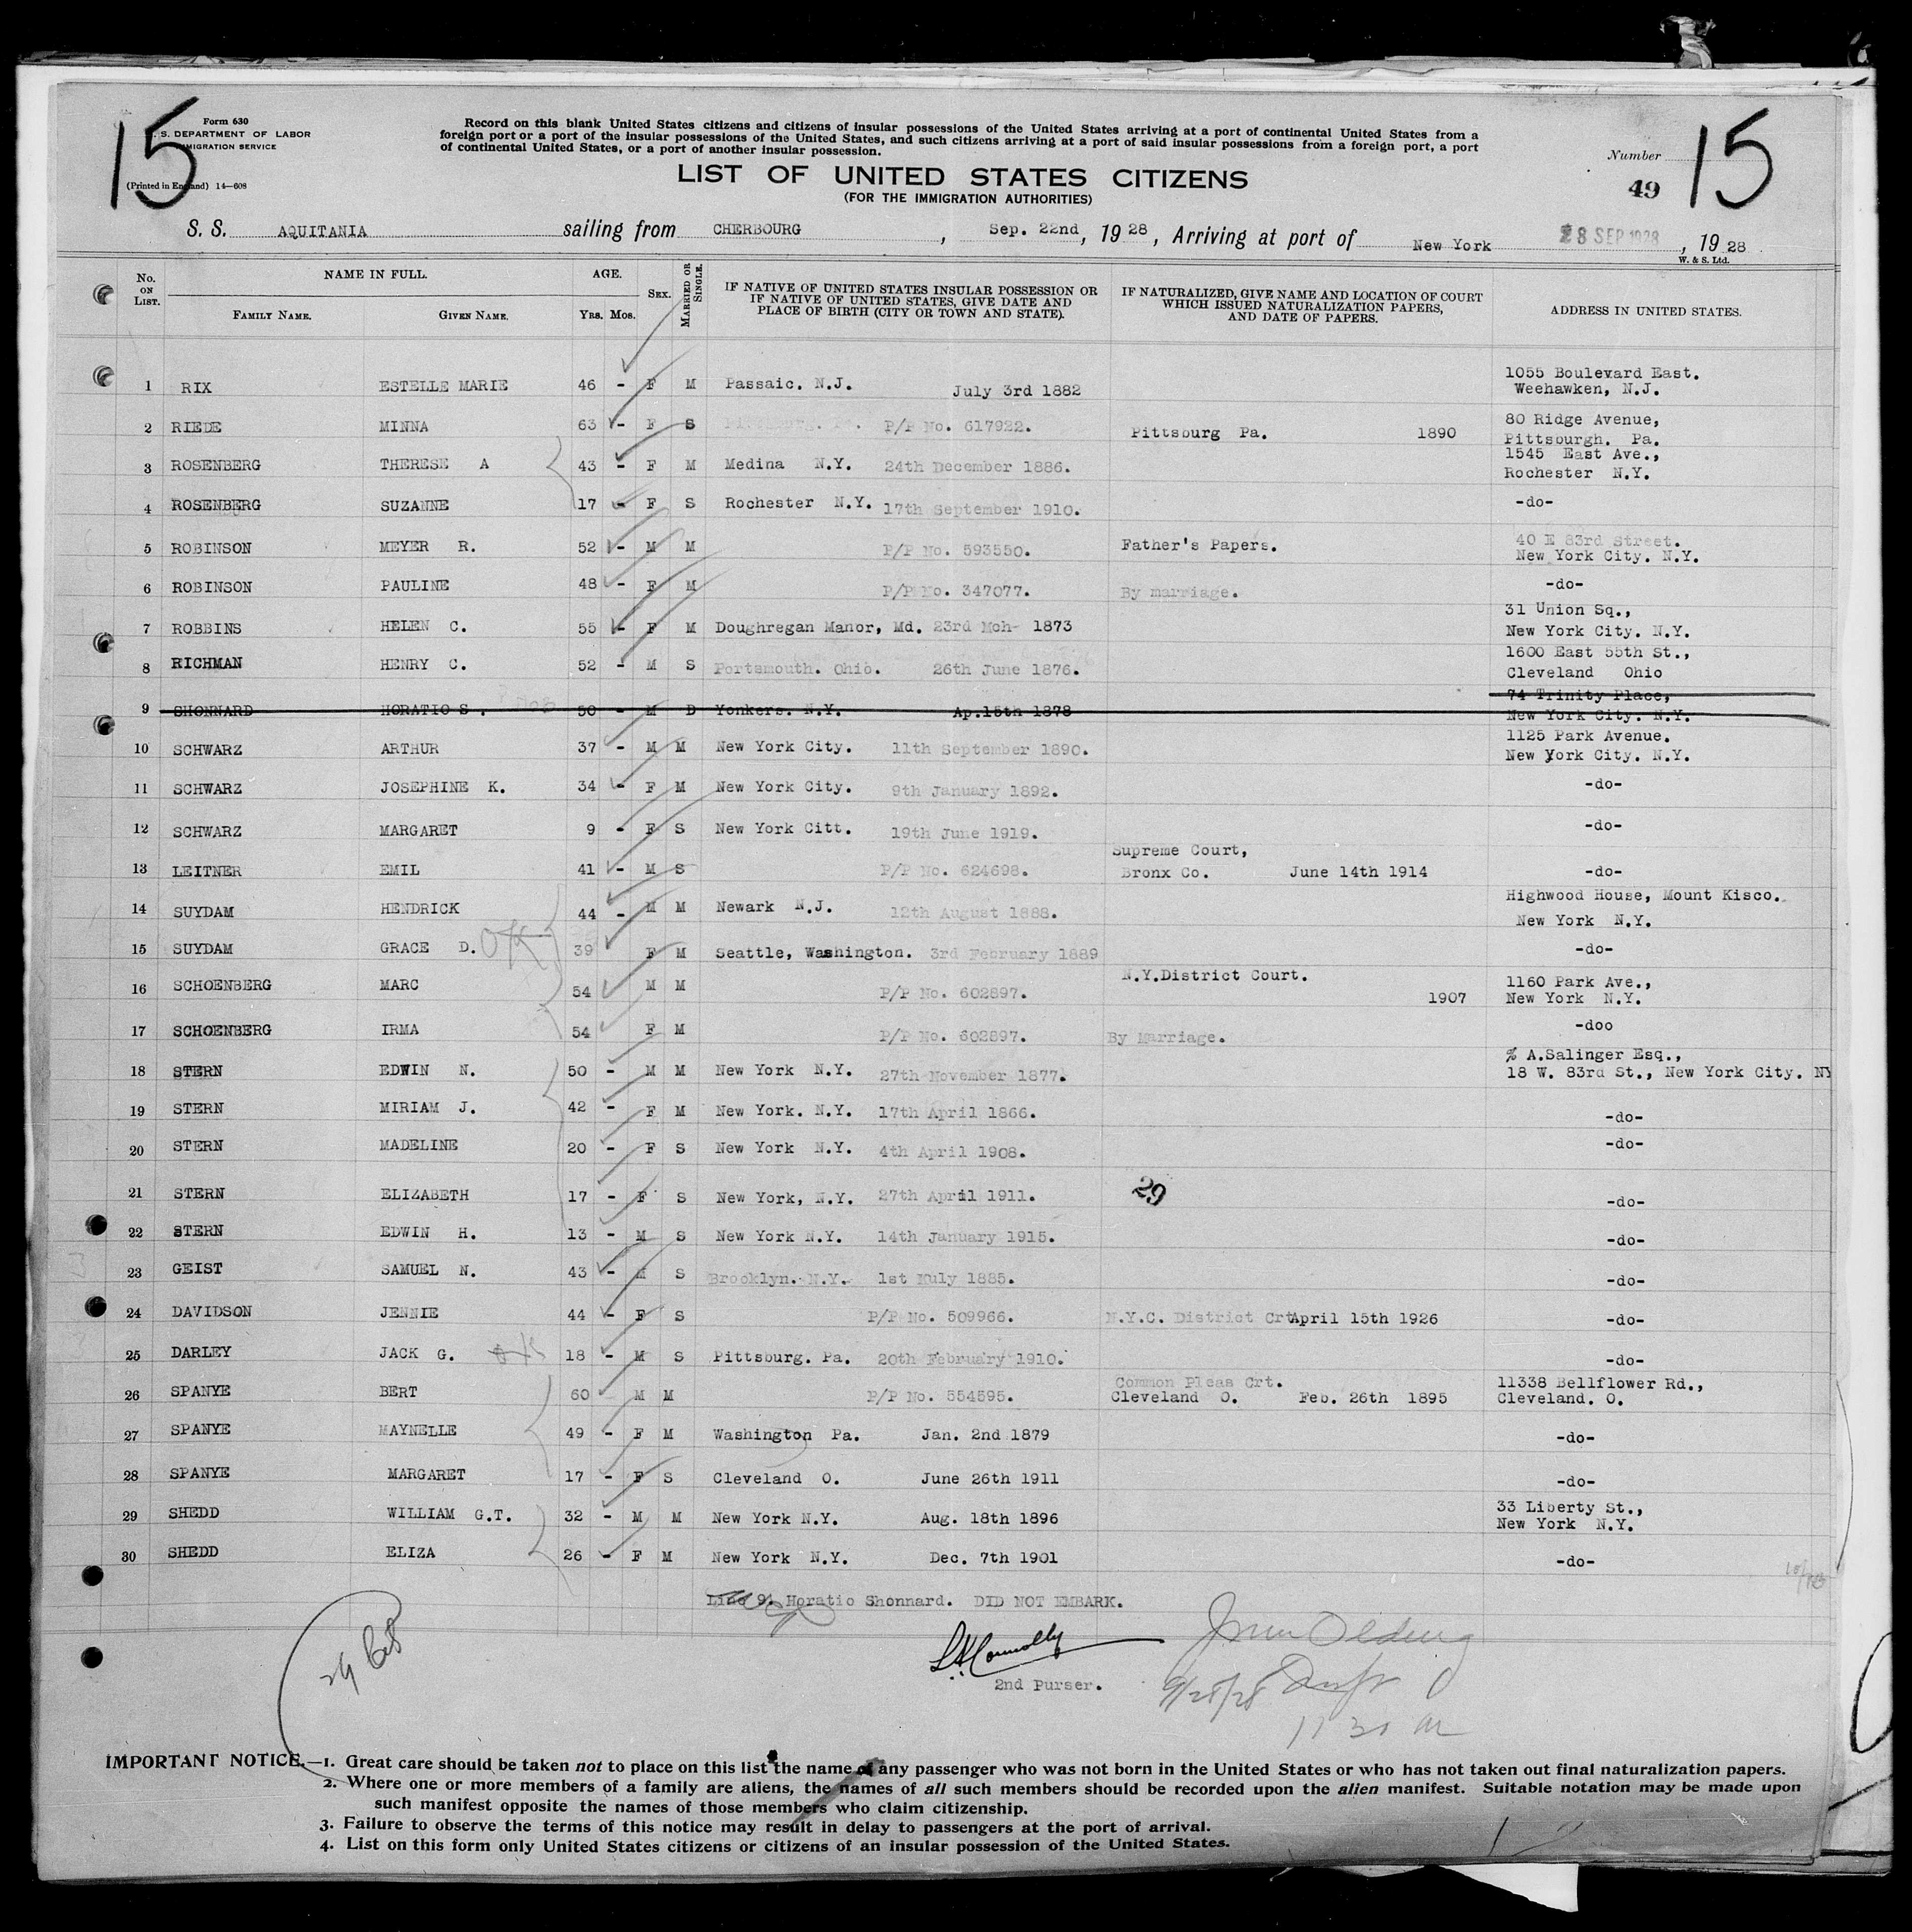 15
Form 630
S. DEPARTMENT OF LABOR
MIGRATION SERVICE
(Printed in England) 14—608
Record on this blank United States citizens and citizens of insular possessions of the United States arriving at a port of continental United States from a
foreign port or a port of the insular possessions of the United States, and such citizens arriving at a port of said insular possessions from a foreign port, a port
of continental United States, or a port of another insular possession.
LIST OF UNITED STATES CITIZENS
(FOR THE IMMIGRATION AUTHORITIES)
Number
49
15
S. S. AQUITANIA sailing from CHERBOURG, Sep. 22nd, 1928, Arriving at port of New York 28 SEP 1928, 1928
W. & S. Ltd.
No. ON LIST. NAME IN FULL. FAMILY NAME. GIVEN NAME. AGE. Yrs. Mos. SEX. MARRIED OR SINGLE. IF NATIVE OF UNITED STATES INSULAR POSSESSION OR IF NATIVE OF UNITED STATES, GIVE DATE AND PLACE OF BIRTH (CITY OR TOWN AND STATE). IF NATURALIZED, GIVE NAME AND LOCATION OF COURT WHICH ISSUED NATURALIZATION PAPERS, AND DATE OF PAPERS. ADDRESS IN UNITED STATES.
1 RIX ESTELLE MARIE 46 - F M Passaic. N.J. July 3rd 1882 1055 Boulevard East. Weehawken, N.J.
2 RIEDE MINNA 63 - F S P/P No. 617922. Pittsburg Pa. 1890 80 Ridge Avenue, Pittsburgh. Pa.
3 ROSENBERG THERESE A 43 - F M Medina N.Y. 24th December 1886. 1545 East Ave., Rochester N.Y.
4 ROSENBERG SUZANNE 17 - F S Rochester N.Y. 17th September 1910. -do-
5 ROBINSON MEYER R. 52 - M M P/P No. 593550. Father's Papers. 40 E 83rd Street. New York City. N.Y.
6 ROBINSON PAULINE 48 - F M P/P No. 347077. By marriage. -do-
7 ROBBINS HELEN C. 55 - F M Doughregan Manor, Md. 23rd Mch- 1873 31 Union Sq., New York City. N.Y.
8 RICHMAN HENRY C. 52 - M S Portsmouth. Ohio. 26th June 1876. 1600 East 55th St., Cleveland Ohio
9 SHONNARD HORATIO S. 50 - M D Yonkers. N.Y. Ap.15th 1878 74 Trinity Place, New York City. N.Y.
10 SCHWARZ ARTHUR 37 - M M New York City. 11th September 1890. 1125 Park Avenue. New York City. N.Y.
11 SCHWARZ JOSEPHINE K. 34 - F M New York City. 9th January 1892. -do-
12 SCHWARZ MARGARET 9 - F S New York Citt. 19th June 1919. -do-
13 LEITNER EMIL 41 - M S P/P No. 624698. Supreme Court, Bronx Co. June 14th 1914 -do-
14 SUYDAM HENDRICK 44 - M M Newark N.J. 12th August 1888. Highwood House, Mount Kisco. New York N.Y.
15 SUYDAM GRACE D. OK 39 F M Seattle, Washington. 3rd February 1889 -do-
16 SCHOENBERG MARC 54 M M P/P No. 602897. N.Y.District Court. 1907 1160 Park Ave., New York N.Y.
17 SCHOENBERG IRMA 54 F M P/P No. 602897. By Marriage. -doo
18 STERN EDWIN N. 50 - M M New York N.Y. 27th November 1877. % A.Salinger Esq., 18 W. 83rd St., New York City. NY
19 STERN MIRIAM J. 42 - F M New York. N.Y. 17th April 1866. -do-
20 STERN MADELINE 20 - F S New York N.Y. 4th April 1908. -do-
21 STERN ELIZABETH 17 - F S New York, N.Y. 27th April 1911. 29 -do-
22 STERN EDWIN H. 13 - M S New York N.Y. 14th January 1915. -do-
23 GEIST SAMUEL N. 43 - M S Brooklyn. N.Y. 1st Muly 1885. -do-
24 DAVIDSON JENNIE 44 - F S P/P No. 509966. N.Y.C. District Crt April 15th 1926 -do-
25 DARLEY JACK G. 18 - M S Pittsburg. Pa. 20th February 1910. -do-
26 SPANYE BERT 60 M M P/P No. 554595. Common Pleas Crt. Cleveland O. Feb. 26th 1895 11338 Bellflower Rd., Cleveland. O.
27 SPANYE MAYNELLE 49 - F M Washington Pa. Jan. 2nd 1879 -do-
28 SPANYE MARGARET 17 - F S Cleveland O. June 26th 1911 -do-
29 SHEDD WILLIAM G.T. 32 - M M New York N.Y. Aug. 18th 1896 33 Liberty St., New York N.Y.
30 SHEDD ELIZA 26 - F M New York N.Y. Dec. 7th 1901 -do-
Line 9. Horatio Shonnard. DID NOT EMBARK.
2nd Purser.
9/28/28
11 30 AM
IMPORTANT NOTICE.—1. Great care should be taken not to place on this list the name of any passenger who was not born in the United States or who has not taken out final naturalization papers.
2. Where one or more members of a family are aliens, the names of all such members should be recorded upon the alien manifest. Suitable notation may be made upon
such manifest opposite the names of those members who claim citizenship.
3. Failure to observe the terms of this notice may result in delay to passengers at the port of arrival.
4. List on this form only United States citizens or citizens of an insular possession of the United States.